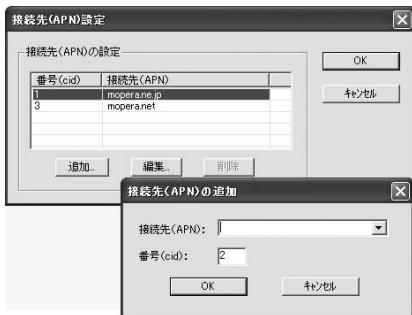 接続先(APN)設定
接続先(APN)の設定
番号(cid) 接続先(APN)
1 mopera.ne.jp
3 mopera.net
追加... 編集... 削除
OK
キャンセル
接続先(APN)の追加
接続先(APN):
番号(cid): 2
OK キャンセル